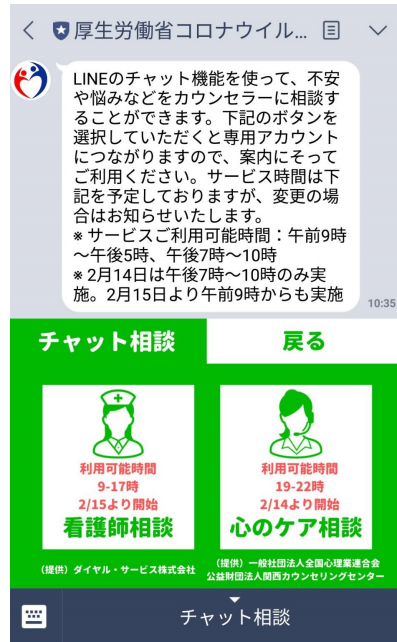 厚生労働省コロナウイル...
LINEのチャット機能を使って、不安
や悩みなどをカウンセラーに相談す
ることができます。下記のボタンを
選択していただくと専用アカウント
につながりますので、案内にそって
ご利用ください。サービス時間は下
記を予定しておりますが、変更の場
合はお知らせいたします。
※サービスご利用可能時間：午前9時
～午後5時、午後7時～10時
※2月14日は午後7時～10時のみ実
施。2月15日より午前9時からも実施
10:35
チャット相談
戻る
利用可能時間
9-17時
2/15より開始
看護師相談
（提供）ダイヤル・サービス株式会社
利用可能時間
19-22時
2/14より開始
心のケア相談
（提供）一般社団法人全国心理業連合会
公益財団法人関西カウンセリングセンター
チャット相談